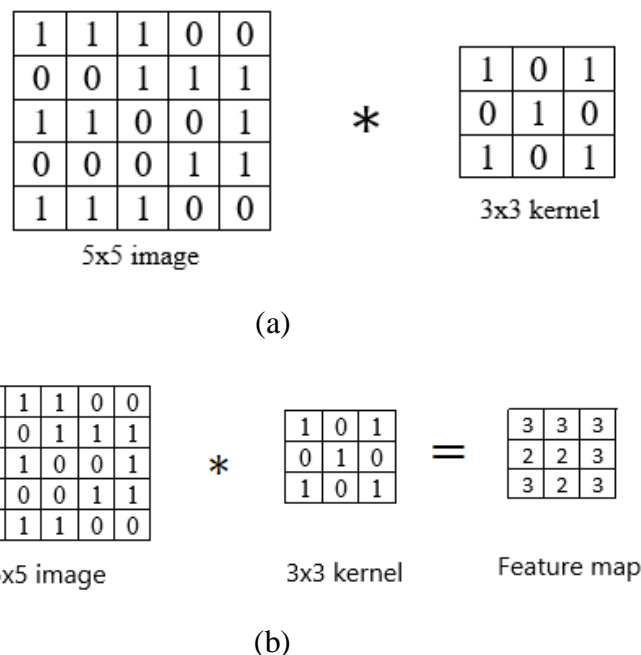 1 1 1 0 0
0 0 1 1 1
1 1 0 0 1
0 0 0 1 1
1 1 1 0 0
5x5 image
*
1 0 1
0 1 0
1 0 1
3x3 kernel
(a)
1 1 0 0
0 1 1 1
1 0 0 1
0 0 1 1
1 1 0 0
x5 image
*
1 0 1
0 1 0
1 0 1
3x3 kernel
=
3 3 3
2 2 3
3 2 3
Feature map
(b)